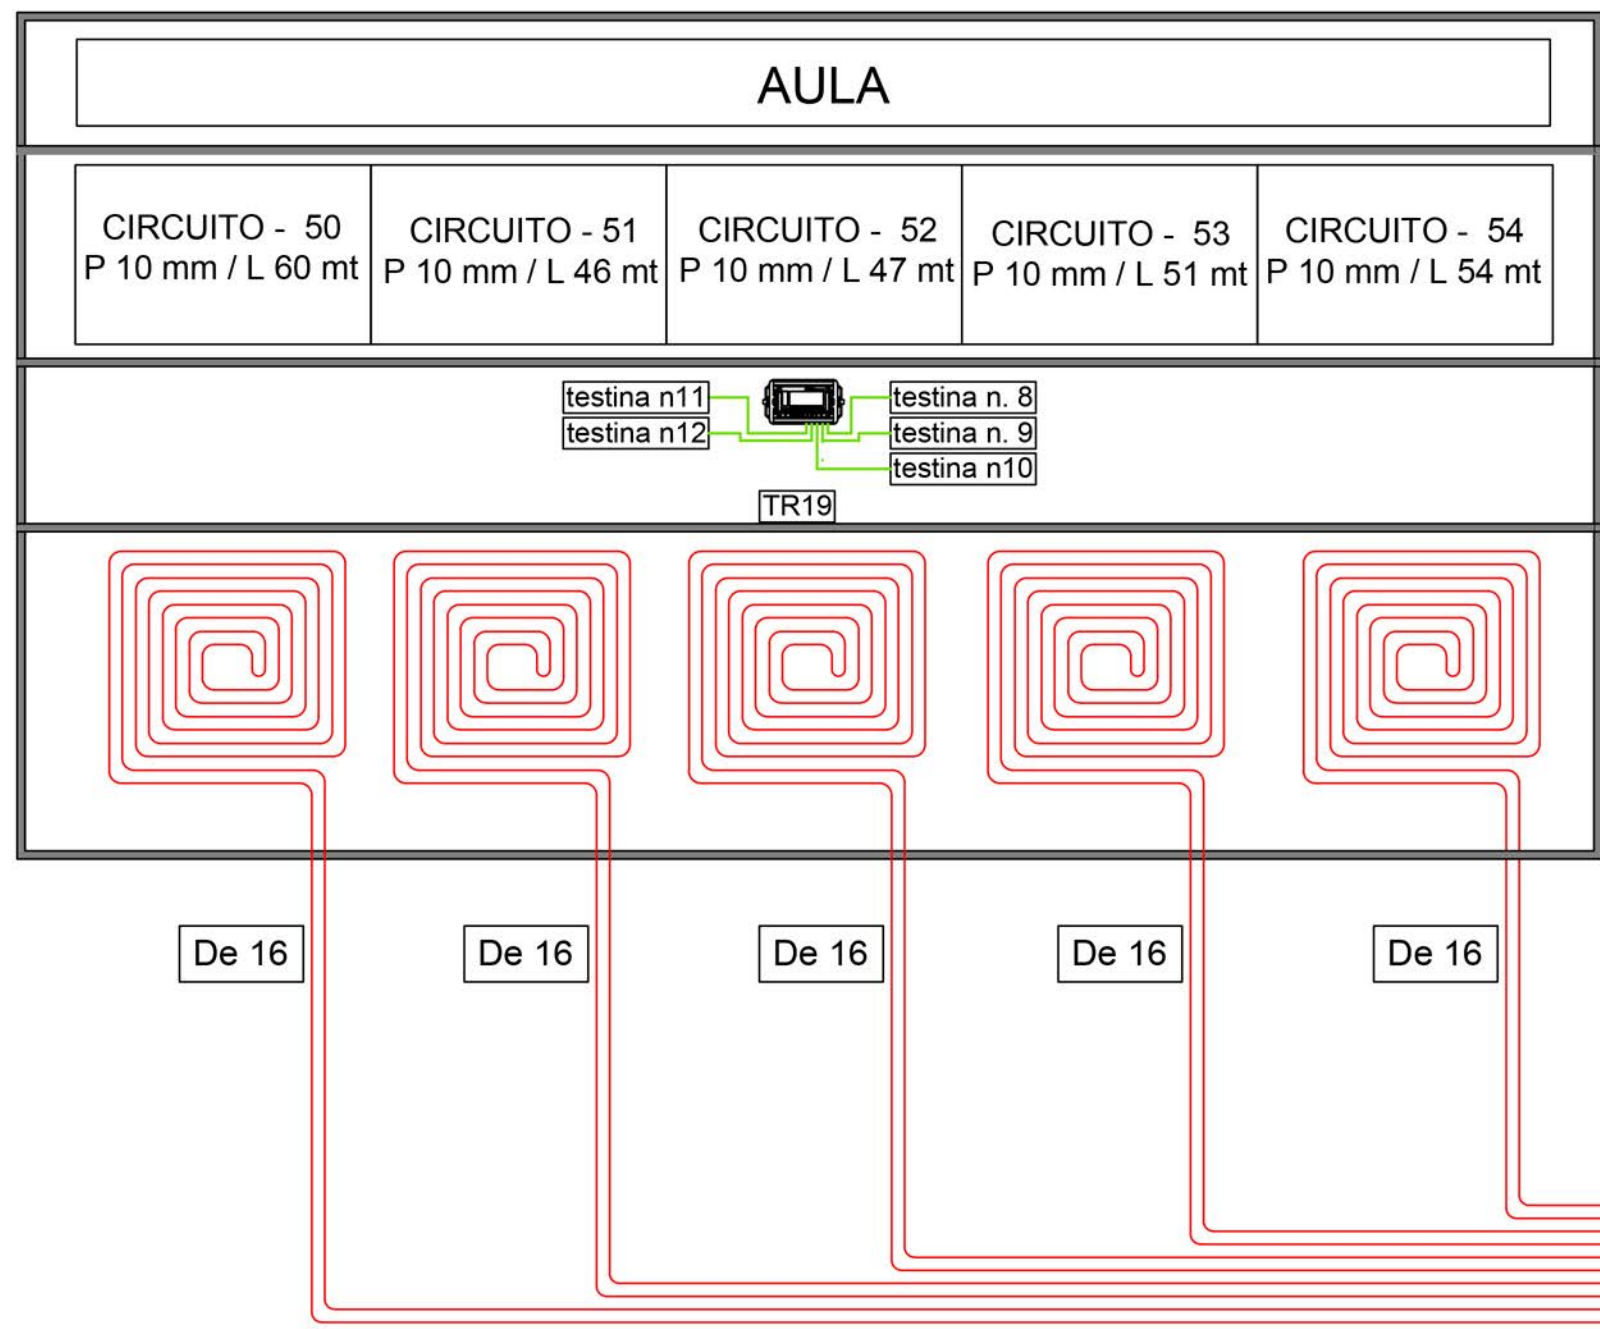 AULA
CIRCUITO - 50
P 10 mm / L 60 mt
CIRCUITO - 51
P 10 mm / L 46 mt
CIRCUITO - 52
P 10 mm / L 47 mt
CIRCUITO - 53
P 10 mm / L 51 mt
CIRCUITO - 54
P 10 mm / L 54 mt
testina n11
testina n12
testina n. 8
testina n. 9
testina n10
TR19
De 16
De 16
De 16
De 16
De 16